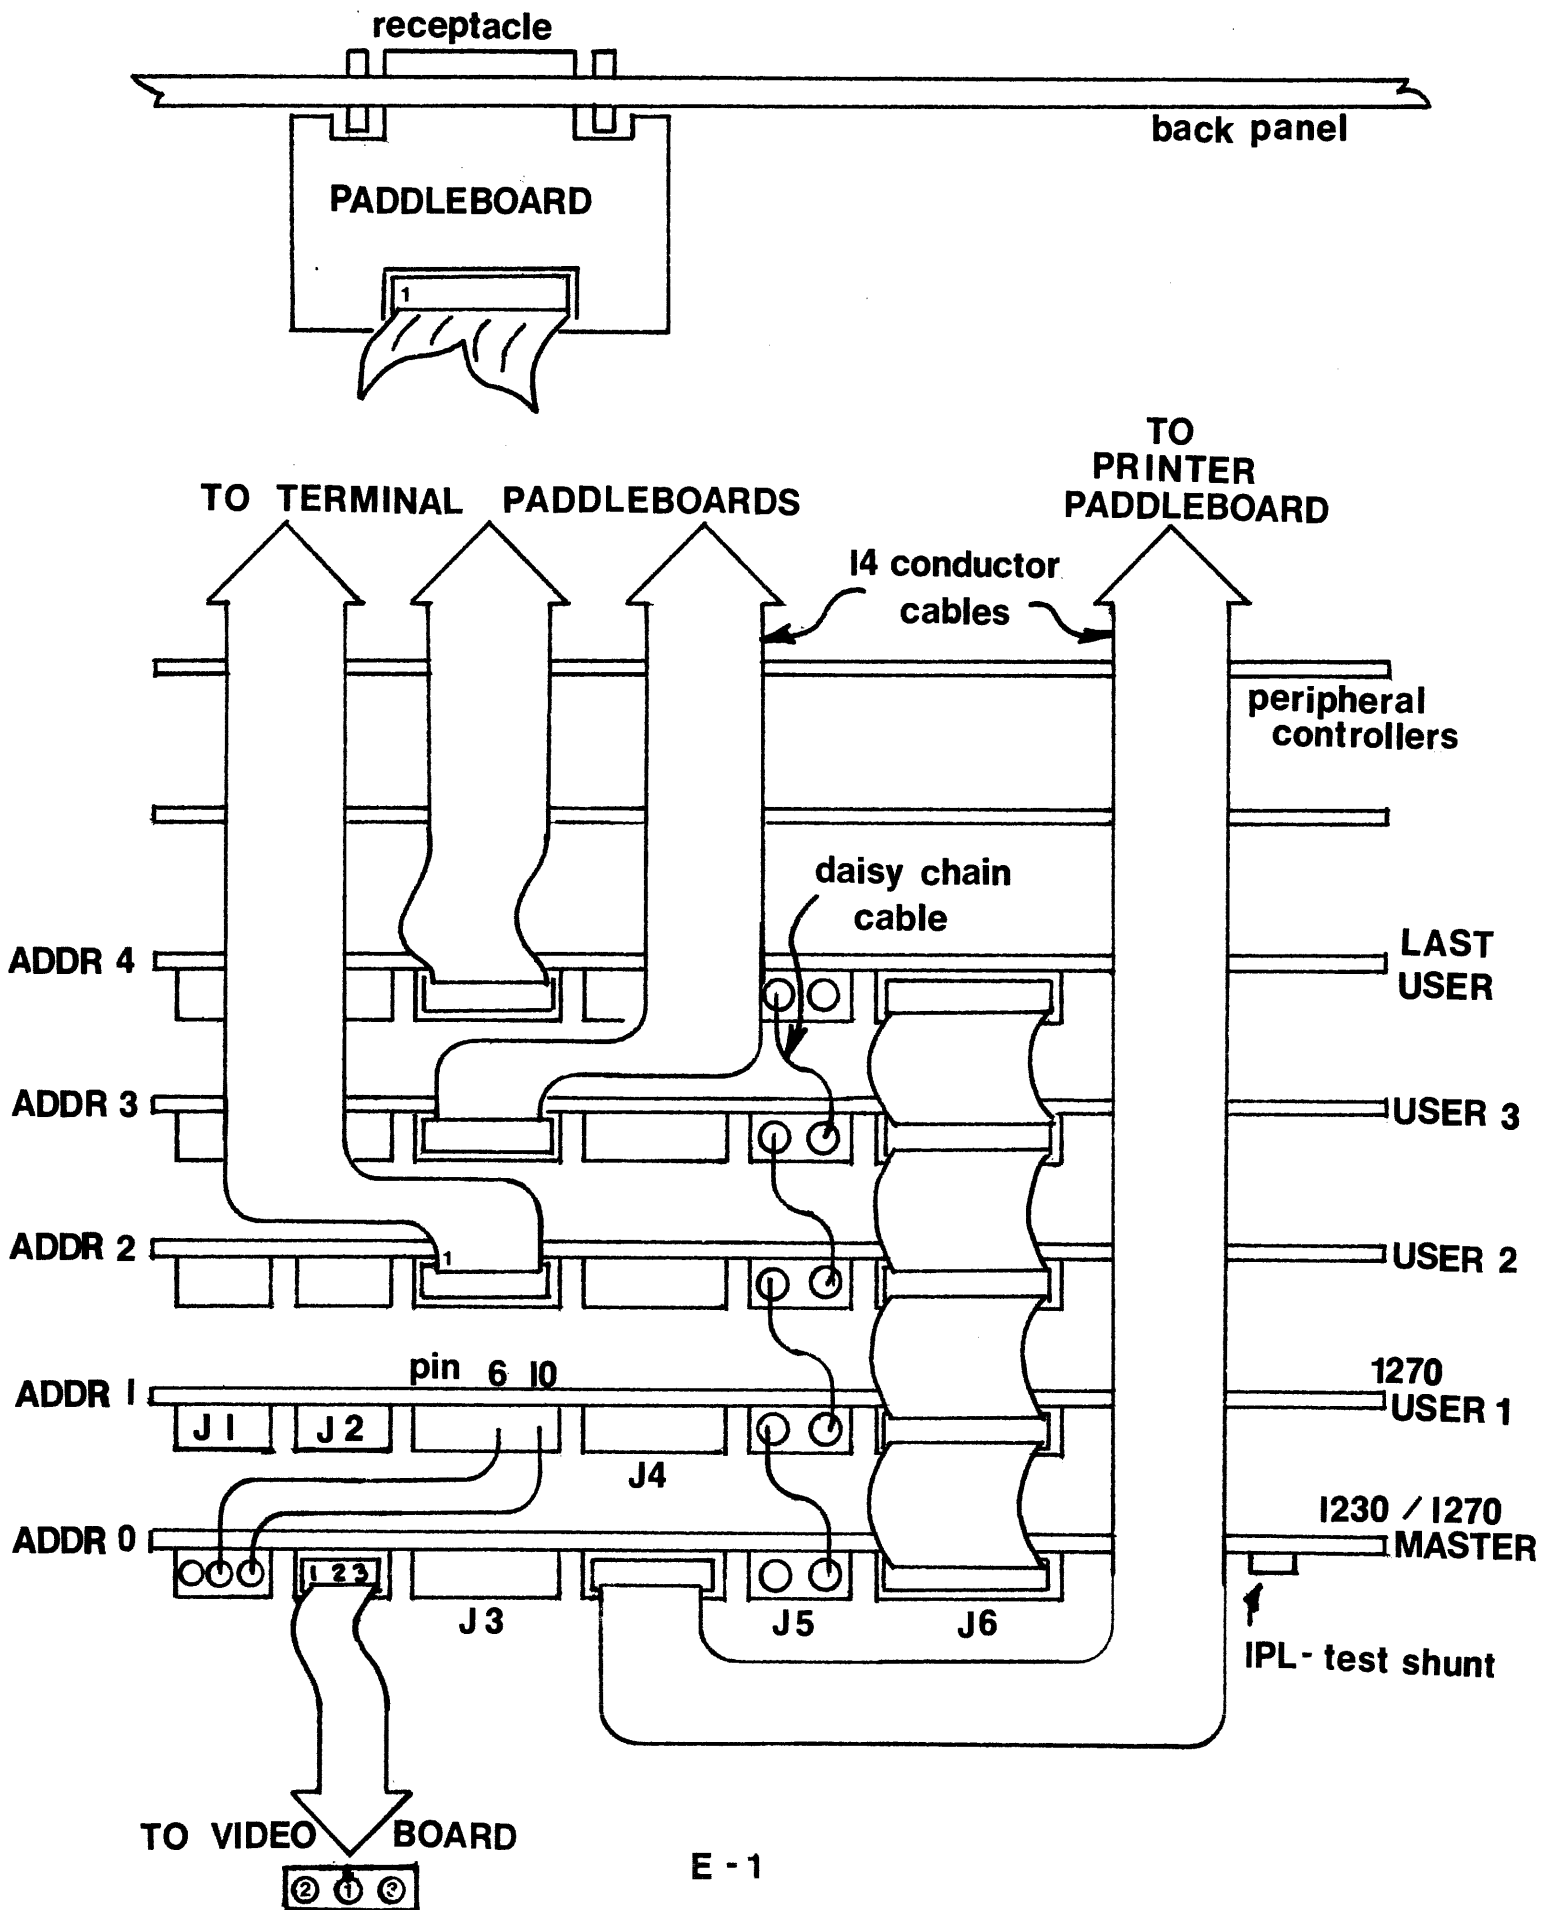 receptacle
back panel
PADDLEBOARD
1
TO TERMINAL PADDLEBOARDS
TO
PRINTER
PADDLEBOARD
14 conductor
cables
peripheral
controllers
daisy chain
cable
ADDR 4
LAST
USER
ADDR 3
USER 3
ADDR 2
1
USER 2
pin 6 10
ADDR 1
1270
USER 1
J1
J2
J4
ADDR 0
1230 / 1270
MASTER
1 2 3
J3
J5
J6
IPL - test shunt
TO VIDEO BOARD
E - 1
2 1 3